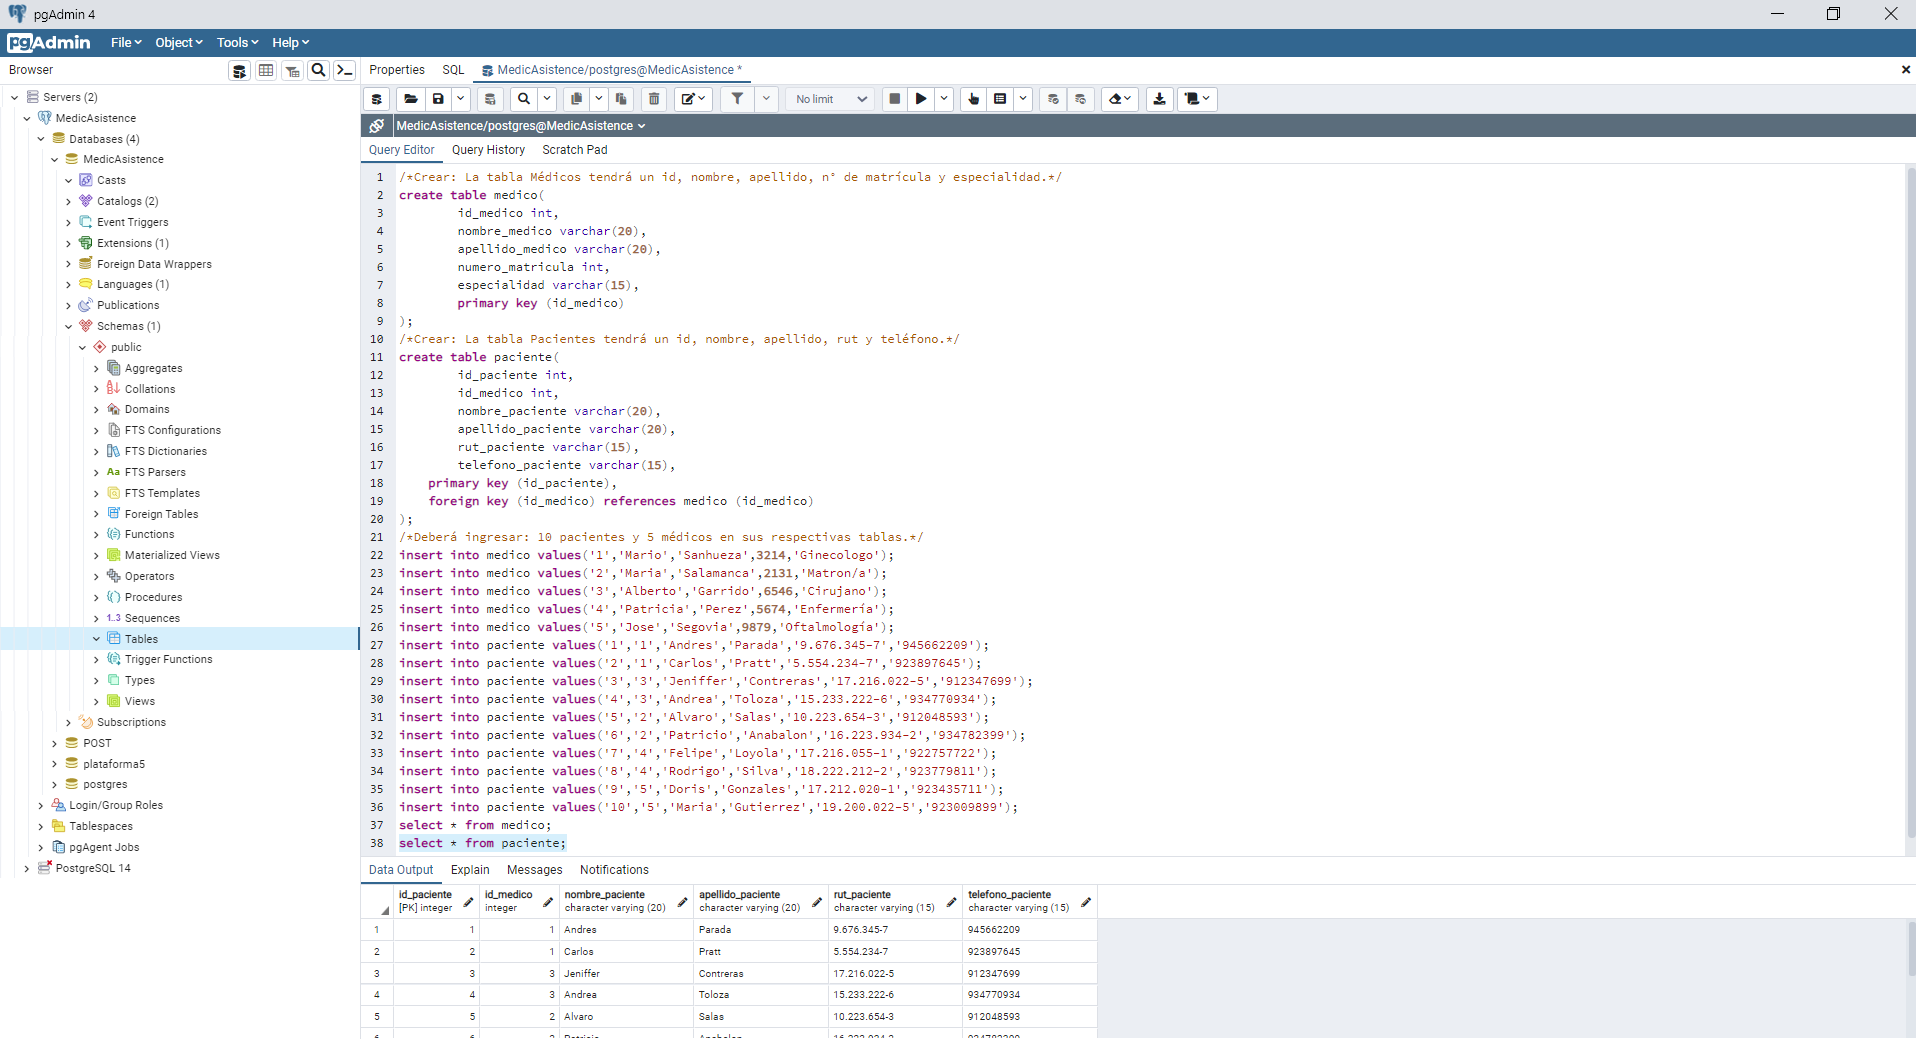 pgAdmin 4
pgAdmin File Object Tools Help
Browser
Properties SQL MedicAsistence/postgres@MedicAsistence *
Servers (2)
MedicAsistence
Databases (4)
MedicAsistence
Casts
Catalogs (2)
Event Triggers
Extensions (1)
Foreign Data Wrappers
Languages (1)
Publications
Schemas (1)
public
Aggregates
Collations
Domains
FTS Configurations
FTS Dictionaries
Aa FTS Parsers
FTS Templates
Foreign Tables
Functions
Materialized Views
Operators
Procedures
1..3 Sequences
Tables
Trigger Functions
Types
Views
Subscriptions
POST
plataforma5
postgres
Login/Group Roles
Tablespaces
pgAgent Jobs
PostgreSQL 14
No limit
MedicAsistence/postgres@MedicAsistence
Query Editor Query History Scratch Pad
1 /*Crear: La tabla Médicos tendrá un id, nombre, apellido, n° de matrícula y especialidad.*/
2 create table medico(
3 id_medico int,
4 nombre_medico varchar(20),
5 apellido_medico varchar(20),
6 numero_matricula int,
7 especialidad varchar(15),
8 primary key (id_medico)
9 );
10 /*Crear: La tabla Pacientes tendrá un id, nombre, apellido, rut y teléfono.*/
11 create table paciente(
12 id_paciente int,
13 id_medico int,
14 nombre_paciente varchar(20),
15 apellido_paciente varchar(20),
16 rut_paciente varchar(15),
17 telefono_paciente varchar(15),
18 primary key (id_paciente),
19 foreign key (id_medico) references medico (id_medico)
20 );
21 /*Deberá ingresar: 10 pacientes y 5 médicos en sus respectivas tablas.*/
22 insert into medico values('1','Mario','Sanhueza',3214,'Ginecologo');
23 insert into medico values('2','Maria','Salamanca',2131,'Matron/a');
24 insert into medico values('3','Alberto','Garrido',6546,'Cirujano');
25 insert into medico values('4','Patricia','Perez',5674,'Enfermería');
26 insert into medico values('5','Jose','Segovia',9879,'Oftalmología');
27 insert into paciente values('1','1','Andres','Parada','9.676.345-7','945662209');
28 insert into paciente values('2','1','Carlos','Pratt','5.554.234-7','923897645');
29 insert into paciente values('3','3','Jeniffer','Contreras','17.216.022-5','912347699');
30 insert into paciente values('4','3','Andrea','Toloza','15.233.222-6','934770934');
31 insert into paciente values('5','2','Alvaro','Salas','10.223.654-3','912048593');
32 insert into paciente values('6','2','Patricio','Anabalon','16.223.934-2','934782399');
33 insert into paciente values('7','4','Felipe','Loyola','17.216.055-1','922757722');
34 insert into paciente values('8','4','Rodrigo','Silva','18.222.212-2','923779811');
35 insert into paciente values('9','5','Doris','Gonzales','17.212.020-1','923435711');
36 insert into paciente values('10','5','Maria','Gutierrez','19.200.022-5','923009899');
37 select * from medico;
38 select * from paciente;
Data Output Explain Messages Notifications
id_paciente id_medico nombre_paciente apellido_paciente rut_paciente telefono_paciente
[PK] integer integer character varying (20) character varying (20) character varying (15) character varying (15)
1 1 1 Andres Parada 9.676.345-7 945662209
2 2 1 Carlos Pratt 5.554.234-7 923897645
3 3 3 Jeniffer Contreras 17.216.022-5 912347699
4 4 3 Andrea Toloza 15.233.222-6 934770934
5 5 2 Alvaro Salas 10.223.654-3 912048593